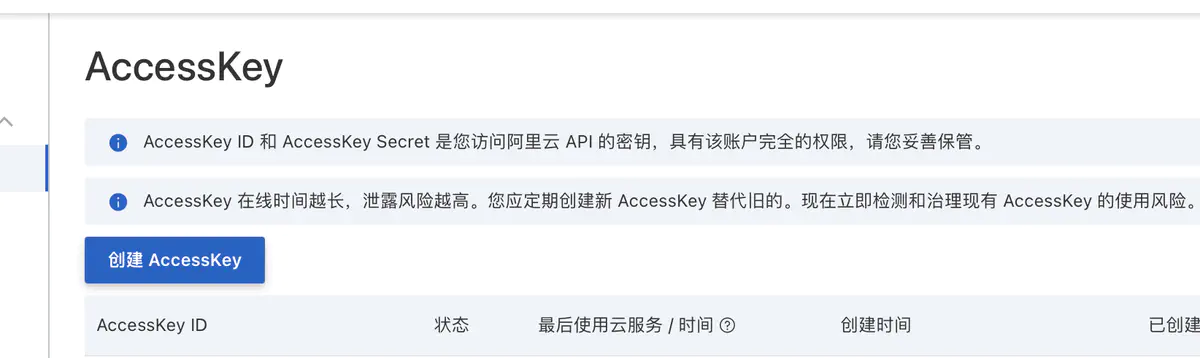 AccessKey
AccessKey ID 和 AccessKey Secret 是您访问阿里云 API 的密钥，具有该账户完全的权限，请您妥善保管。
AccessKey 在线时间越长，泄露风险越高。您应定期创建新 AccessKey 替代旧的。现在立即检测和治理现有 AccessKey 的使用风险。
创建 AccessKey
AccessKey ID 状态 最后使用云服务 / 时间 创建时间 已创建